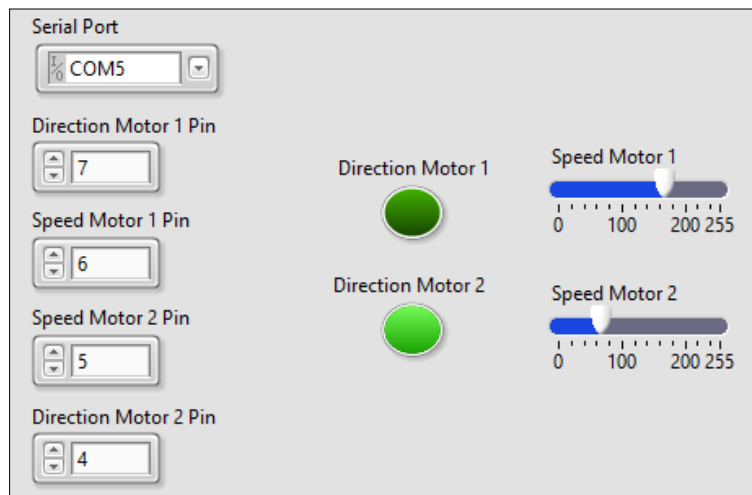 Serial Port
I/O COM5
Direction Motor 1 Pin
7
Speed Motor 1 Pin
6
Speed Motor 2 Pin
5
Direction Motor 2 Pin
4
Direction Motor 1
Direction Motor 2
Speed Motor 1
0 100 200 255
Speed Motor 2
0 100 200 255